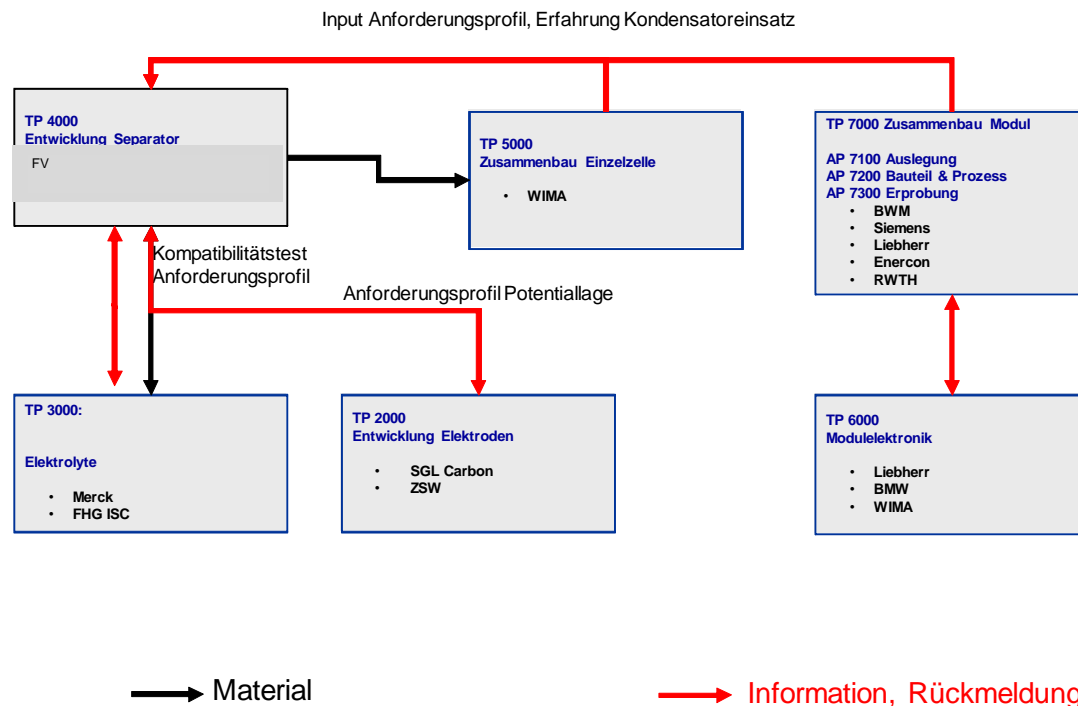 Input Anforderungsprofil, Erfahrung Kondensatoreinsatz
TP 4000
Entwicklung Separator
FV
TP 5000
Zusammenbau Einzelzelle
• WIMA
TP 7000 Zusammenbau Modul
AP 7100 Auslegung
AP 7200 Bauteil & Prozess
AP 7300 Erprobung
• BWM
• Siemens
• Liebherr
• Enercon
• RWTH
Kompatibilitätstest
Anforderungsprofil
Anforderungsprofil Potentiallage
TP 3000:
Elektrolyte
• Merck
• FHG ISC
TP 2000
Entwicklung Elektroden
• SGL Carbon
• ZSW
TP 6000
Modulelektronik
• Liebherr
• BMW
• WIMA
Material
Information, Rückmeldung